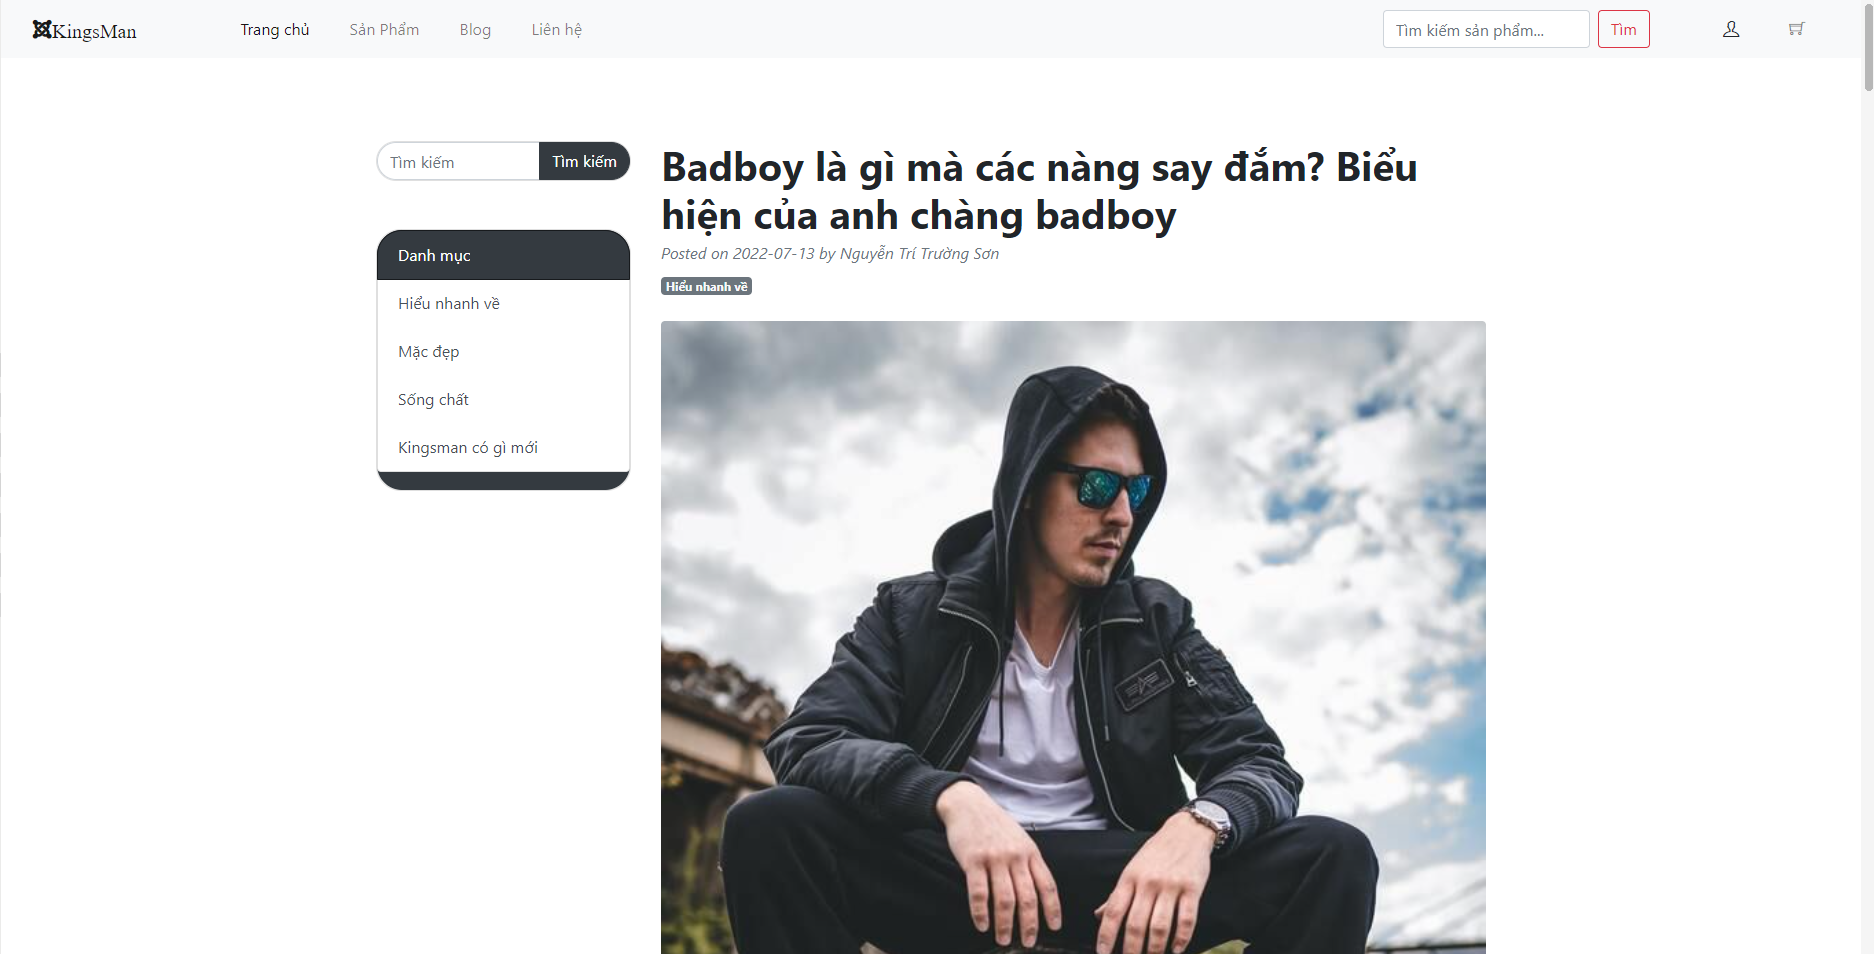 KingsMan
Trang chủ
Sản Phẩm
Blog
Liên hệ
Tìm kiếm sản phẩm...
Tìm
Tìm kiếm
Tìm kiếm
Danh mục
Hiểu nhanh về
Mặc đẹp
Sống chất
Kingsman có gì mới
Badboy là gì mà các nàng say đắm? Biểu
hiện của anh chàng badboy
Posted on 2022-07-13 by Nguyễn Trí Trường Sơn
Hiểu nhanh về